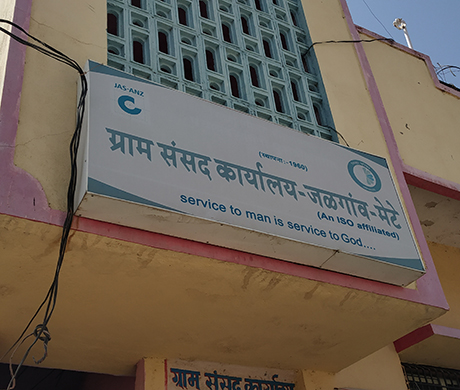 JAS-ANZ
C
(स्थापना :- 1960)
ग्राम संसद कार्यालय-जळगांव-मेटे
(An ISO affiliated)
service to man is service to God....
ग्राम संसद कार्यालय